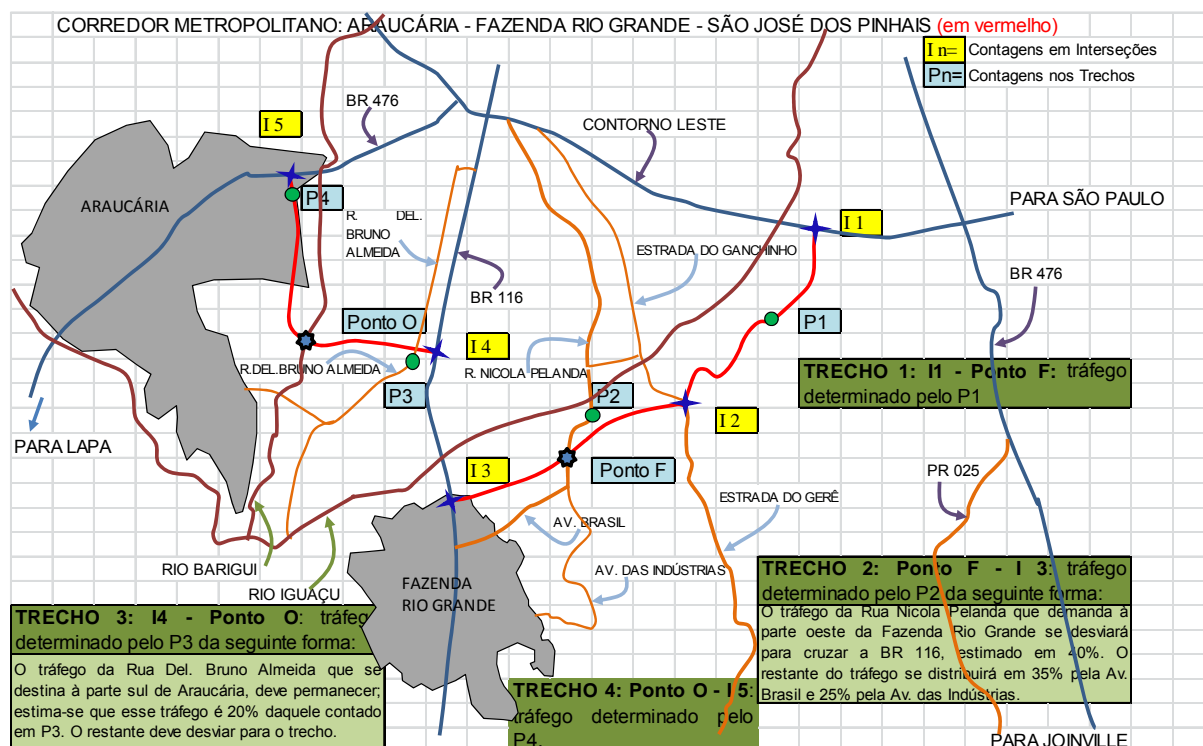 CORREDOR METROPOLITANO: ARAUCÁRIA - FAZENDA RIO GRANDE - SÃO JOSÉ DOS PINHAIS (em vermelho)
I n= Contagens em Interseções
Pn= Contagens nos Trechos
BR 476
I 5
CONTORNO LESTE
P4
ARAUCÁRIA
R. DEL.
BRUNO
ALMEIDA
PARA SÃO PAULO
I 1
ESTRADA DO GANCHINHO
BR 476
BR 116
Ponto O
P1
I 4
R.DEL.BRUNO ALMEIDA
R. NICOLA PELANDA
P3
P2
TRECHO 1: I1 - Ponto F: tráfego
determinado pelo P1
I 2
PARA LAPA
I 3
Ponto F
PR 025
ESTRADA DO GERÊ
AV. BRASIL
RIO BARIGUI
AV. DAS INDÚSTRIAS
RIO IGUAÇU
FAZENDA
RIO GRANDE
TRECHO 2: Ponto F - I 3: tráfego
determinado pelo P2 da seguinte forma:
O tráfego da Rua Nicola Pelanda que demanda à
parte oeste da Fazenda Rio Grande se desviará
para cruzar a BR 116, estimado em 40%. O
restante do tráfego se distribuirá em 35% pela Av.
Brasil e 25% pela Av. das Indústrias.
TRECHO 3: I4 - Ponto O: tráfego
determinado pelo P3 da seguinte forma:
O tráfego da Rua Del. Bruno Almeida que se
destina à parte sul de Araucária, deve permanecer;
estima-se que esse tráfego é 20% daquele contado
em P3. O restante deve desviar para o trecho.
TRECHO 4: Ponto O - I 5:
tráfego determinado pelo
P4.
PARA JOINVILLE